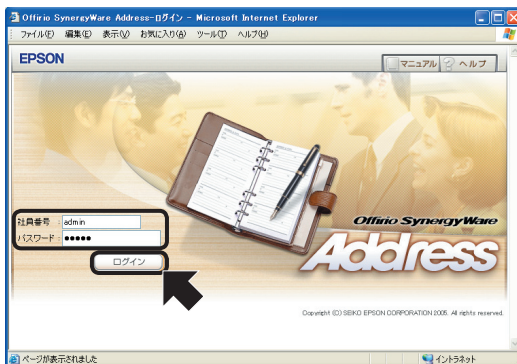 Offirio SynergyWare Address-ログイン - Microsoft Internet Explorer
ファイル(F) 編集(E) 表示(V) お気に入り(A) ツール(T) ヘルプ(H)
EPSON
マニュアル ヘルプ
社員番号 : admin
パスワード : ●●●●●
ログイン
Offirio SynergyWare
Address
Copyright (C) SEIKO EPSON CORPORATION 2005. All rights reserved.
ページが表示されました イントラネット